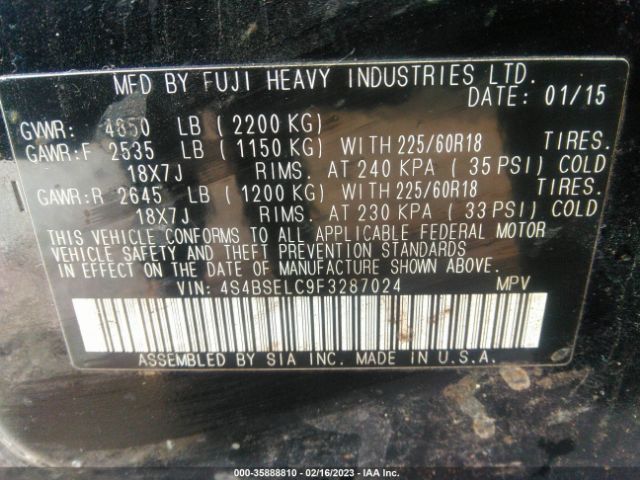 MFD BY FUJI HEAVY INDUSTRIES LTD.
DATE: 01/15
GVWR: 4850 LB (2200 KG)
GAWR:F 2535 LB (1150 KG) WITH 225/60R18 TIRES.
18X7J RIMS. AT 240 KPA (35 PSI) COLD
GAWR:R 2645 LB (1200 KG) WITH 225/60R18 TIRES.
18X7J RIMS. AT 230 KPA (33 PSI) COLD
THIS VEHICLE CONFORMS TO ALL APPLICABLE FEDERAL MOTOR
VEHICLE SAFETY AND THEFT PREVENTION STANDARDS
IN EFFECT ON THE DATE OF MANUFACTURE SHOWN ABOVE.
VIN: 4S4BSELC9F3287024 MPV
ASSEMBLED BY SIA INC. MADE IN U.S.A.
000-35888810 - 02/16/2023 - IAA Inc.